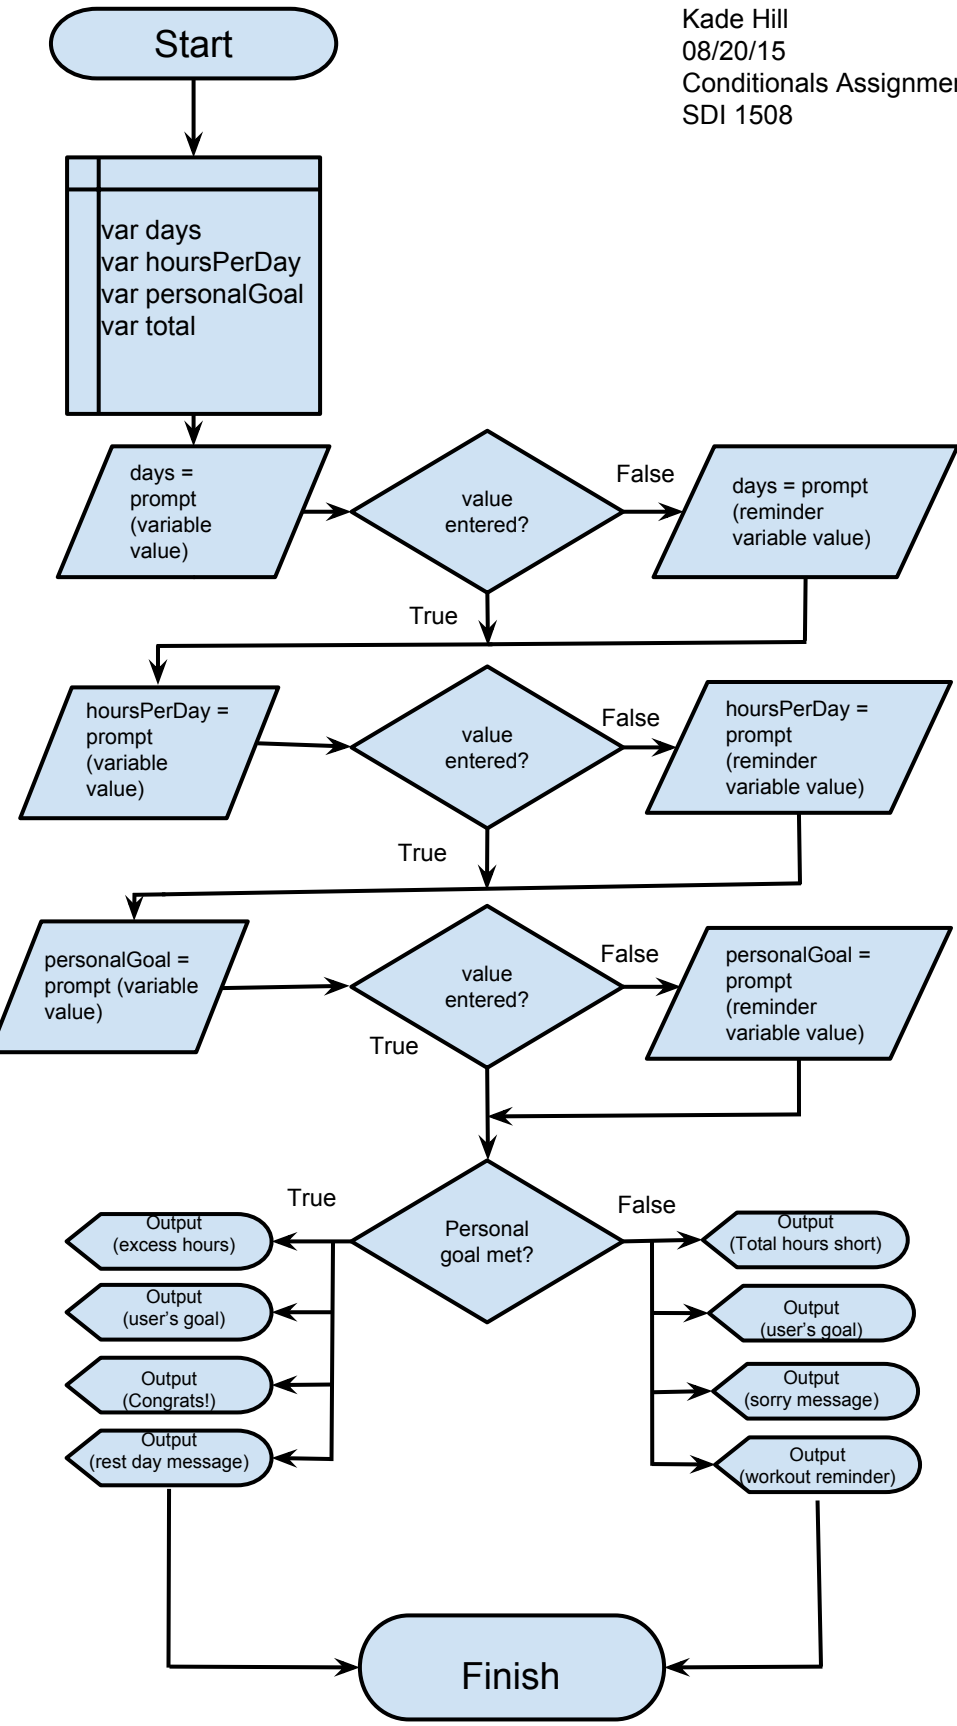 Kade Hill
08/20/15
Conditionals
SDI 1508
Start
var days
var hoursPerDay
var personalGoal
var total
days =
prompt
(variable
value)
value
entered?
False
days = prompt
(reminder
variable value)
True
hoursPerDay =
prompt
(variable
value)
value
entered?
False
hoursPerDay =
prompt
(reminder
variable value)
True
personalGoal =
prompt (variable
value)
value
entered?
False
personalGoal =
prompt
(reminder
variable value)
True
Personal
goal met?
True
False
Output
(excess hours)
Output
(user's goal)
Output
(Congrats!)
Output
(rest day message)
Output
(Total hours short)
Output
(user's goal)
Output
(sorry message)
Output
(workout reminder)
Finish